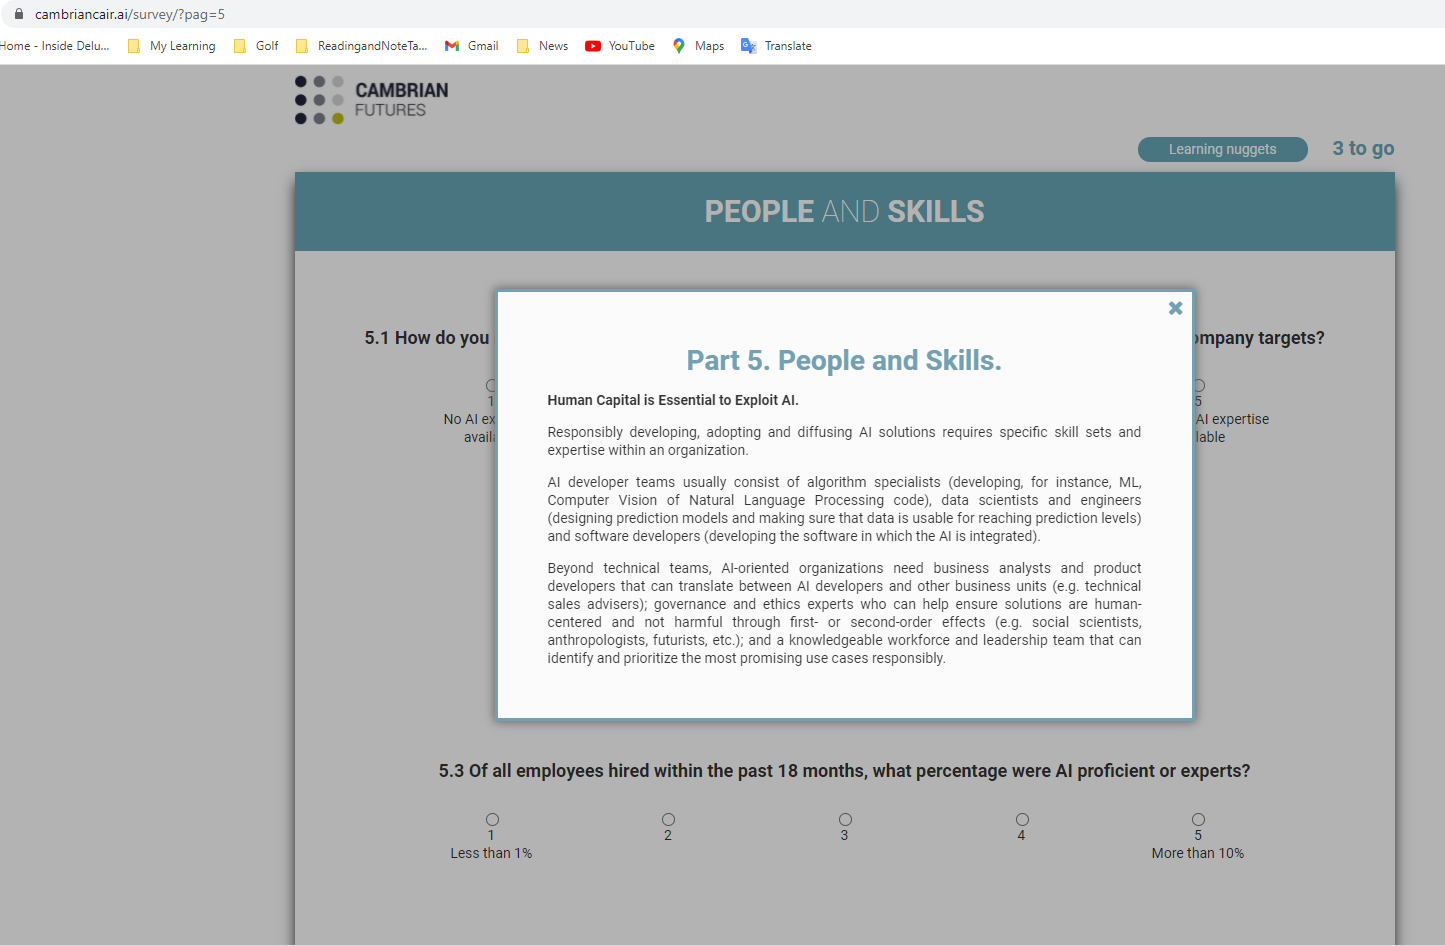 cambriancair.ai/survey/?pag=5
Home - Inside Delu...  My Learning  Golf  ReadingandNoteTa...  Gmail  News  YouTube  Maps  Translate
CAMBRIAN
FUTURES
Learning nuggets  3 to go
PEOPLE AND SKILLS
Part 5. People and Skills.
5.1 How do you
mpany targets?
1
5
No AI ex
AI expertise
avail
lable
Human Capital is Essential to Exploit AI.
Responsibly developing, adopting and diffusing AI solutions requires specific skill sets and
expertise within an organization.
AI developer teams usually consist of algorithm specialists (developing, for instance, ML,
Computer Vision of Natural Language Processing code), data scientists and engineers
(designing prediction models and making sure that data is usable for reaching prediction levels)
and software developers (developing the software in which the AI is integrated).
Beyond technical teams, AI-oriented organizations need business analysts and product
developers that can translate between AI developers and other business units (e.g. technical
sales advisers); governance and ethics experts who can help ensure solutions are human-
centered and not harmful through first- or second-order effects (e.g. social scientists,
anthropologists, futurists, etc.); and a knowledgeable workforce and leadership team that can
identify and prioritize the most promising use cases responsibly.
5.3 Of all employees hired within the past 18 months, what percentage were AI proficient or experts?
1  2  3  4  5
Less than 1%  More than 10%